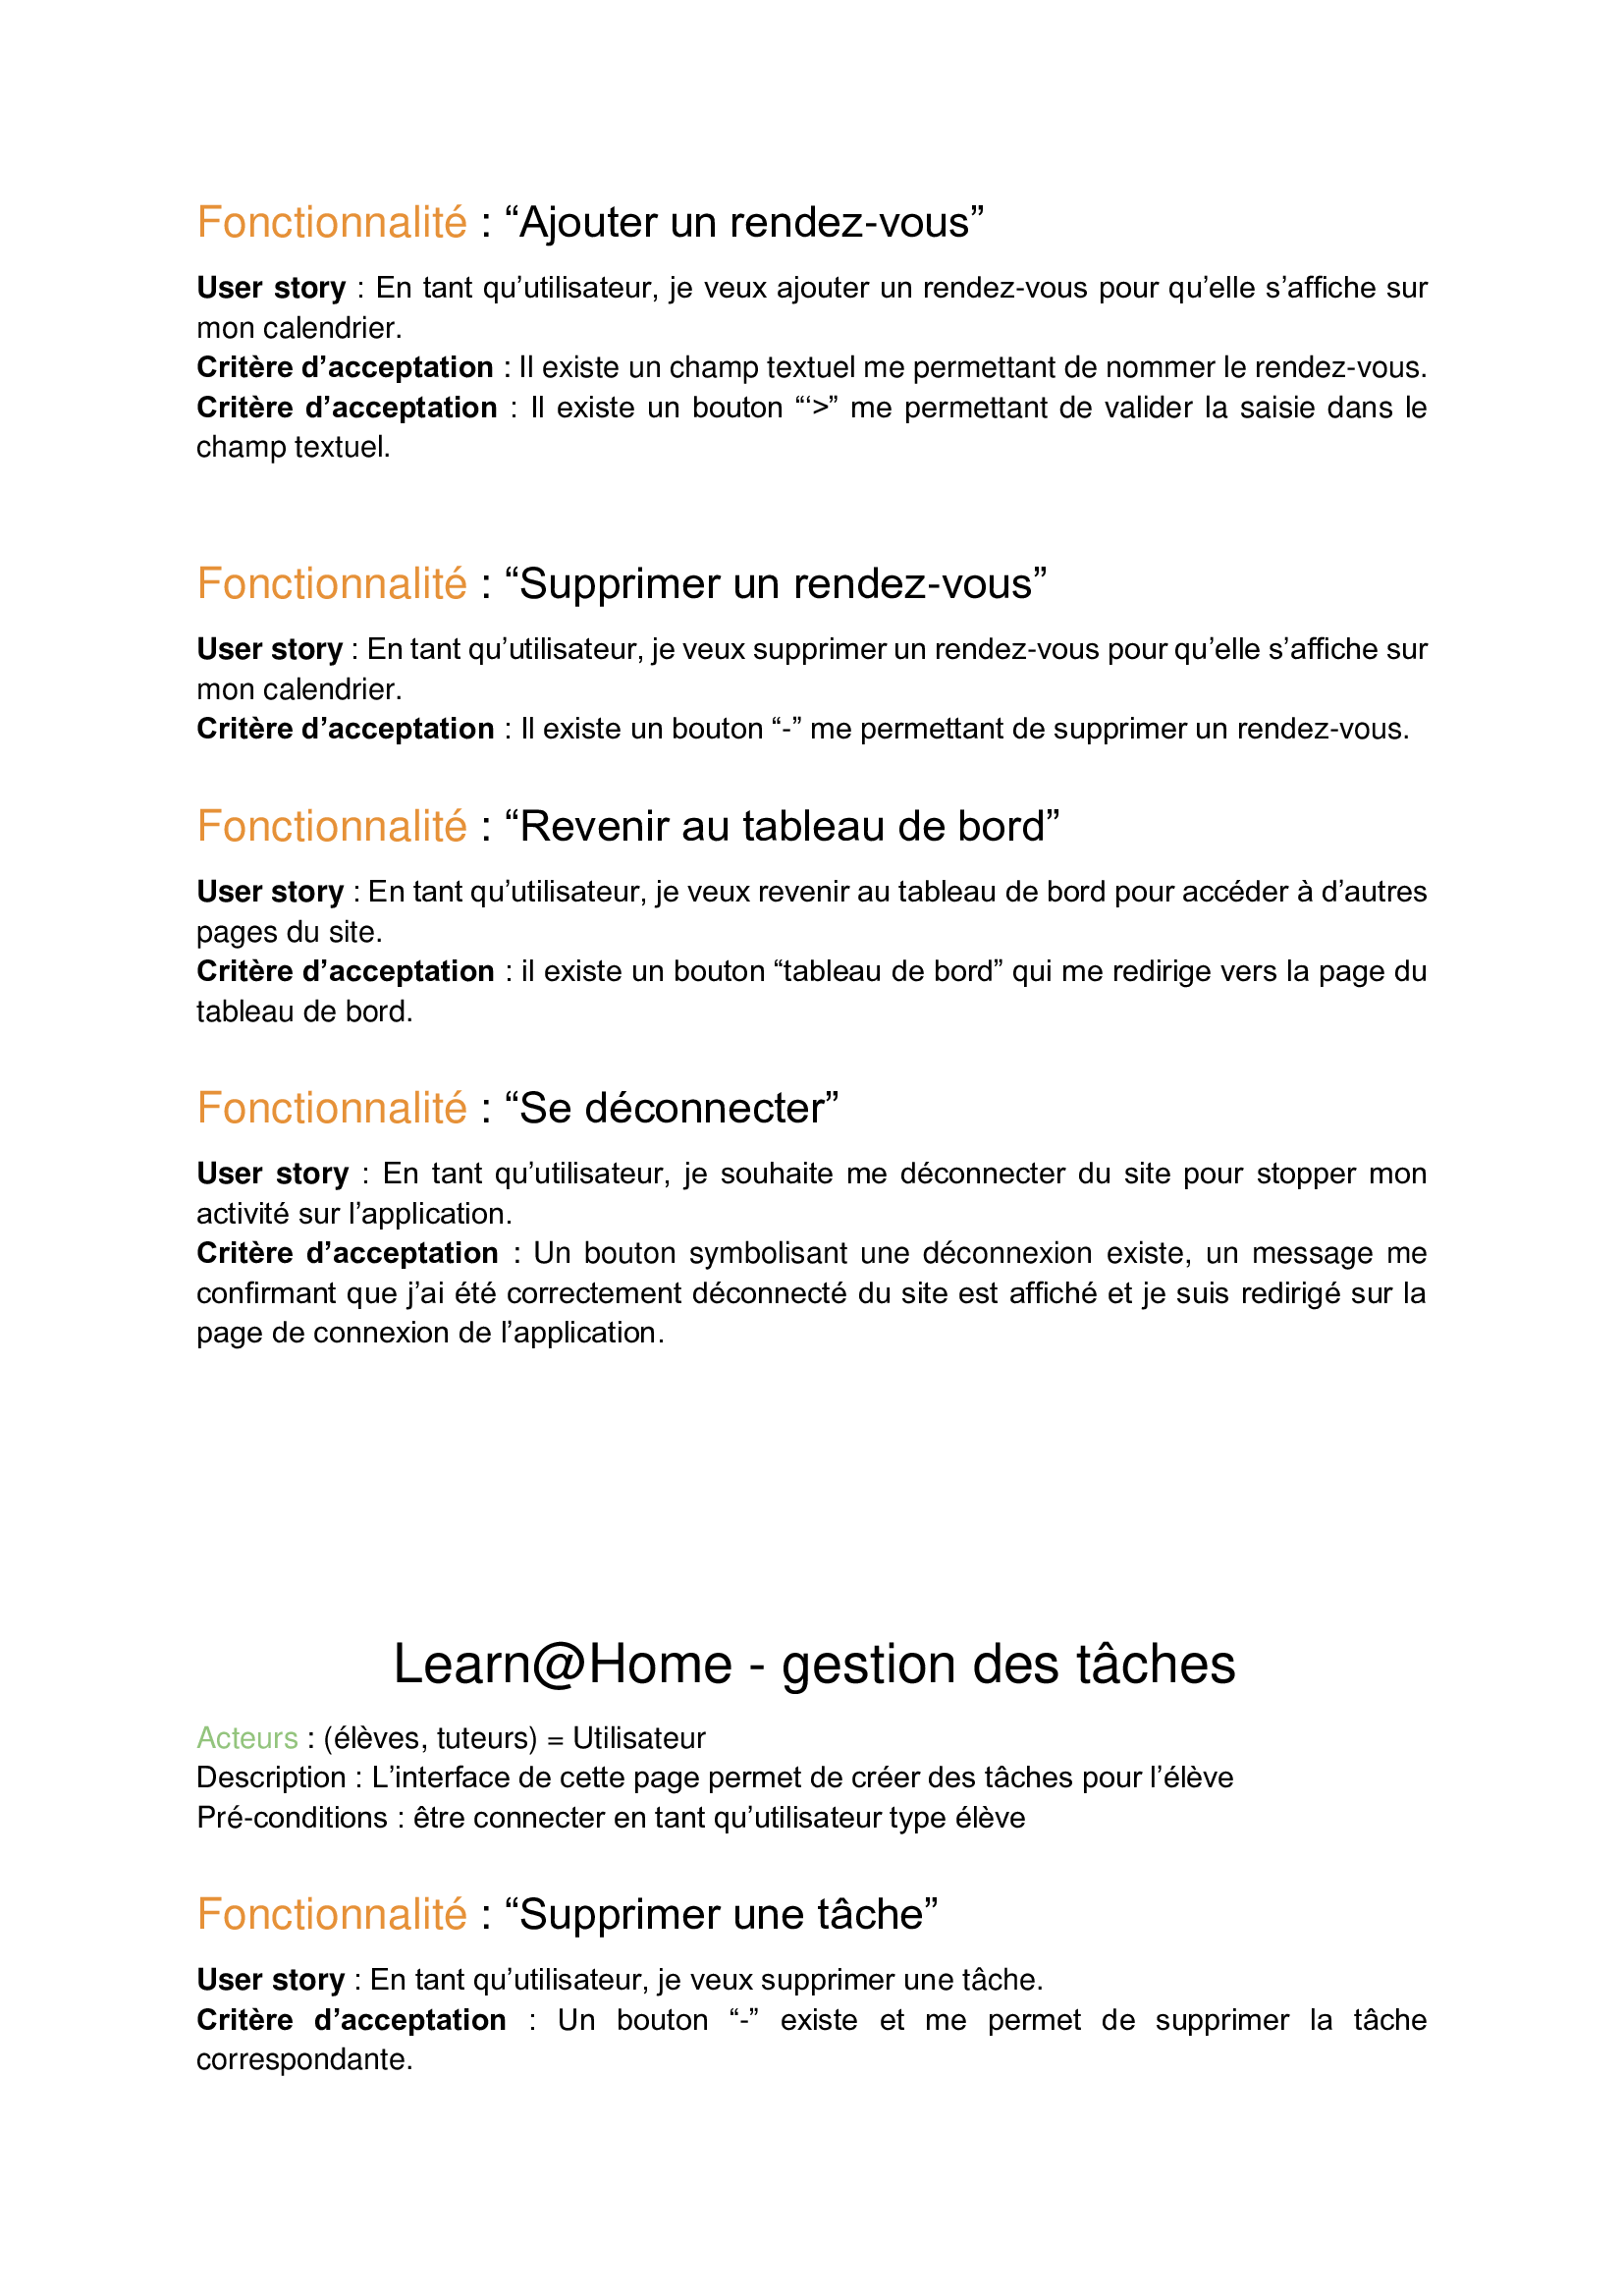 Fonctionnalité : “Ajouter un rendez-vous”
User story : En tant qu’utilisateur, je veux ajouter un rendez-vous pour qu’elle s’affiche sur
mon calendrier.
Critère d’acceptation : Il existe un champ textuel me permettant de nommer le rendez-vous.
Critère d’acceptation : Il existe un bouton “‘>” me permettant de valider la saisie dans le
champ textuel.
Fonctionnalité : “Supprimer un rendez-vous”
User story : En tant qu’utilisateur, je veux supprimer un rendez-vous pour qu’elle s’affiche sur
mon calendrier.
Critère d’acceptation : Il existe un bouton “-” me permettant de supprimer un rendez-vous.
Fonctionnalité : “Revenir au tableau de bord”
User story : En tant qu’utilisateur, je veux revenir au tableau de bord pour accéder à d’autres
pages du site.
Critère d’acceptation : il existe un bouton “tableau de bord” qui me redirige vers la page du
tableau de bord.
Fonctionnalité : “Se déconnecter”
User story : En tant qu’utilisateur, je souhaite me déconnecter du site pour stopper mon
activité sur l’application.
Critère d’acceptation : Un bouton symbolisant une déconnexion existe, un message me
confirmant que j’ai été correctement déconnecté du site est affiché et je suis redirigé sur la
page de connexion de l’application.
Learn@Home - gestion des tâches
Acteurs : (élèves, tuteurs) = Utilisateur
Description : L’interface de cette page permet de créer des tâches pour l’élève
Pré-conditions : être connecter en tant qu’utilisateur type élève
Fonctionnalité : “Supprimer une tâche”
User story : En tant qu’utilisateur, je veux supprimer une tâche.
Critère d’acceptation : Un bouton “-” existe et me permet de supprimer la tâche
correspondante.